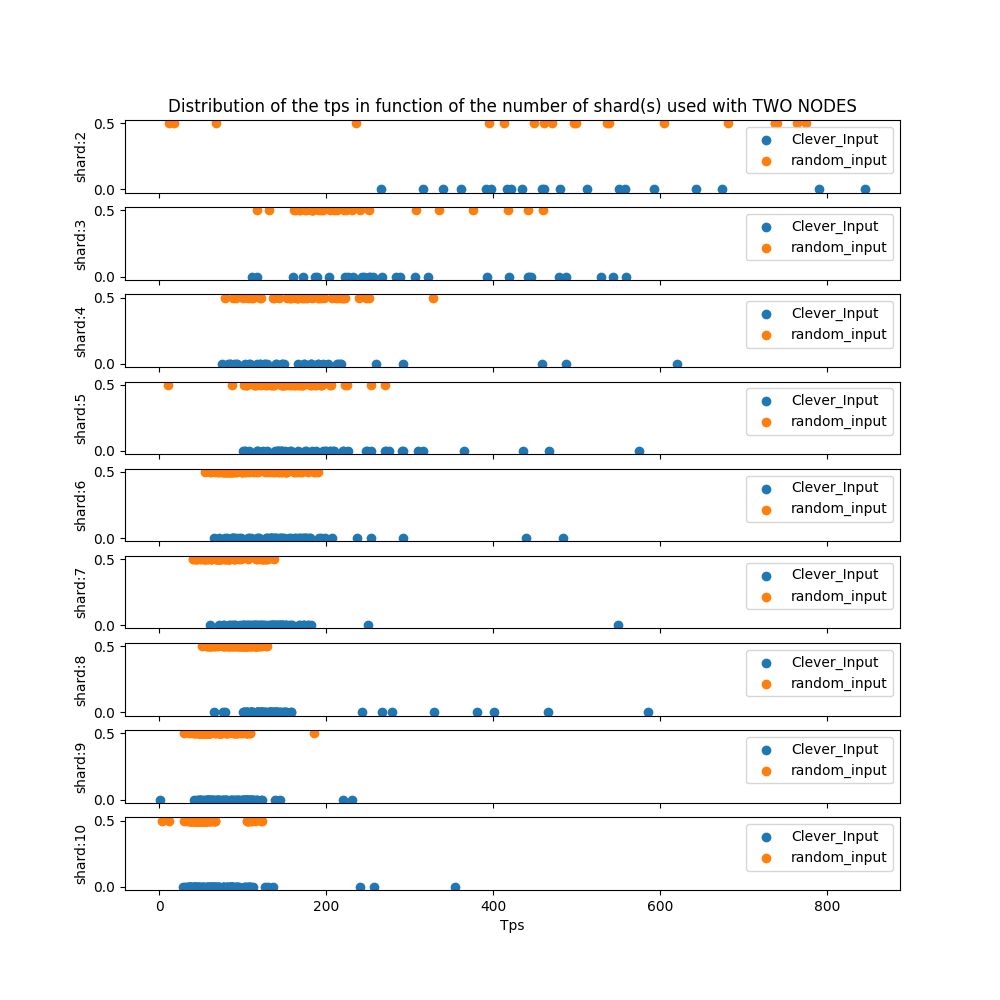 Distribution of the tps in function of the number of shard(s) used with TWO NODES
0.5
shard:2
0.0
Clever_Input
random_input
0.5
shard:3
0.0
Clever_Input
random_input
0.5
shard:4
0.0
Clever_Input
random_input
0.5
shard:5
0.0
Clever_Input
random_input
0.5
shard:6
0.0
Clever_Input
random_input
0.5
shard:7
0.0
Clever_Input
random_input
0.5
shard:8
0.0
Clever_Input
random_input
0.5
shard:9
0.0
Clever_Input
random_input
0.5
shard:10
0.0
Clever_Input
random_input
0 200 400 600 800
Tps